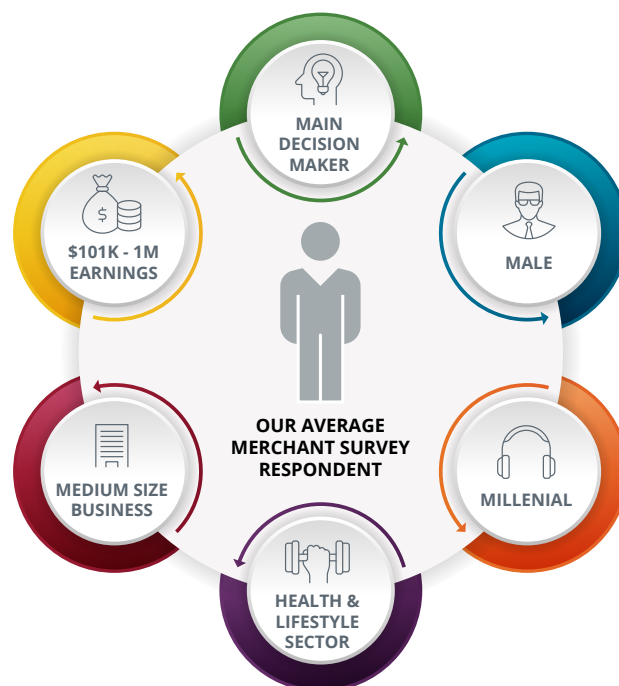 MAIN
DECISION
MAKER
$
$101K - 1M
EARNINGS
MALE
OUR AVERAGE
MERCHANT SURVEY
RESPONDENT
MEDIUM SIZE
BUSINESS
MILLENIAL
HEALTH &
LIFESTYLE
SECTOR